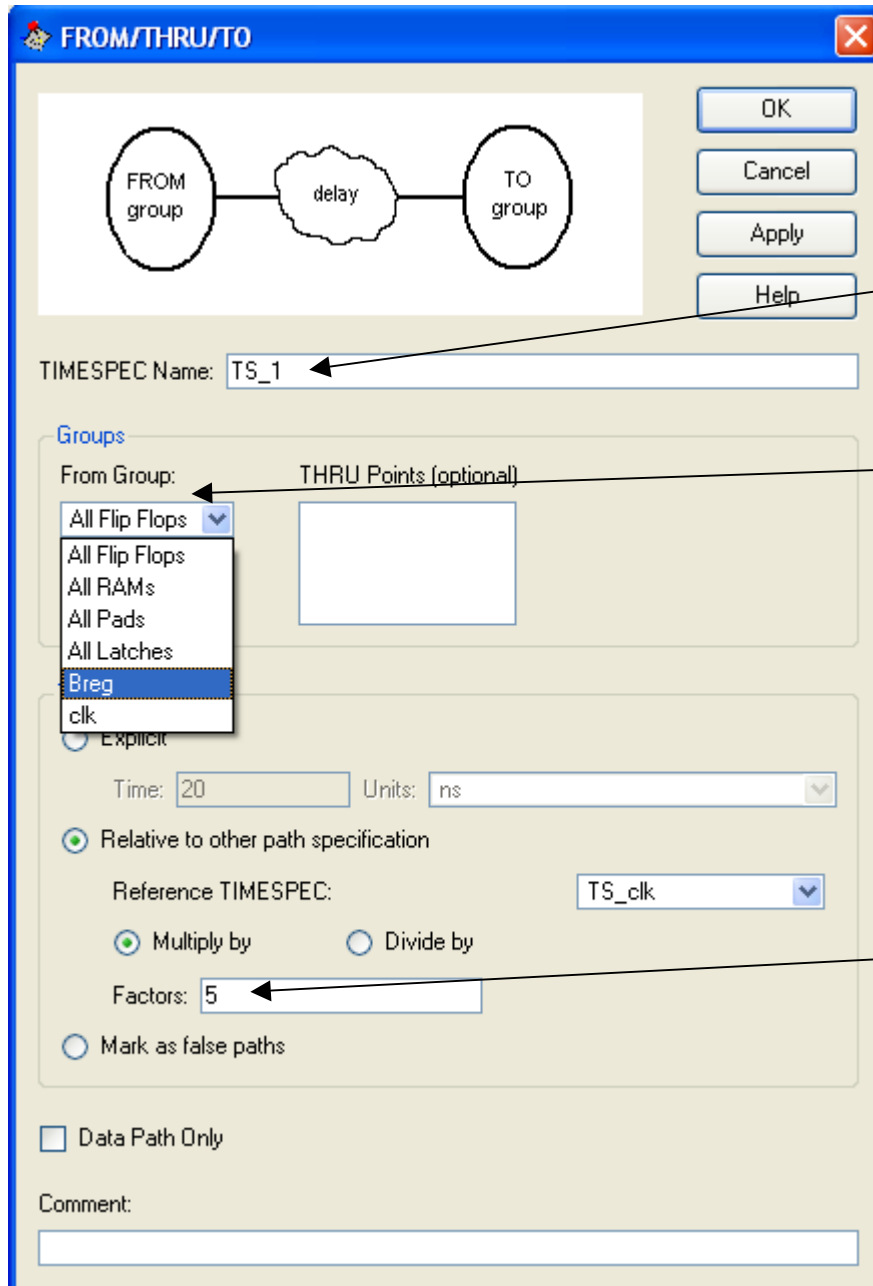 FROM/THRU/TO
FROM
group
delay
TO
group
OK
Cancel
Apply
Help
TIMESPEC Name: TS_1
Groups
From Group: THRU Points (optional)
All Flip Flops
All Flip Flops
All RAMs
All Pads
All Latches
Breg
clk
Explicit
Time: 20 Units: ns
Relative to other path specification
Reference TIMESPEC: TS_clk
Multiply by Divide by
Factors: 5
Mark as false paths
Data Path Only
Comment: